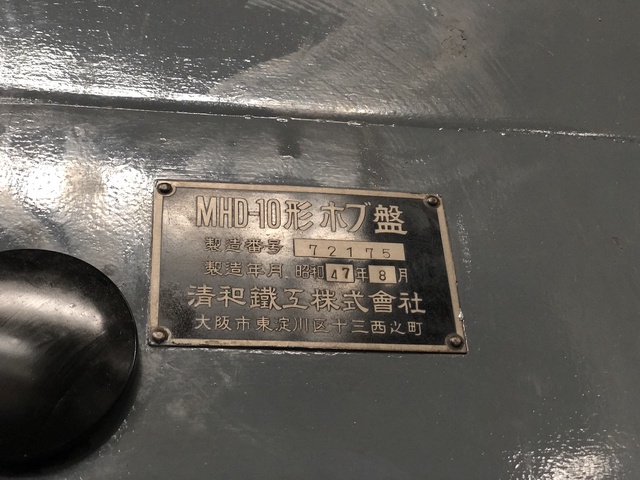 MHD-10形 ホブ盤
製造番号 72175
製造年月 昭和47年8月
清和鐵工株式會社
大阪市東淀川区十三西之町